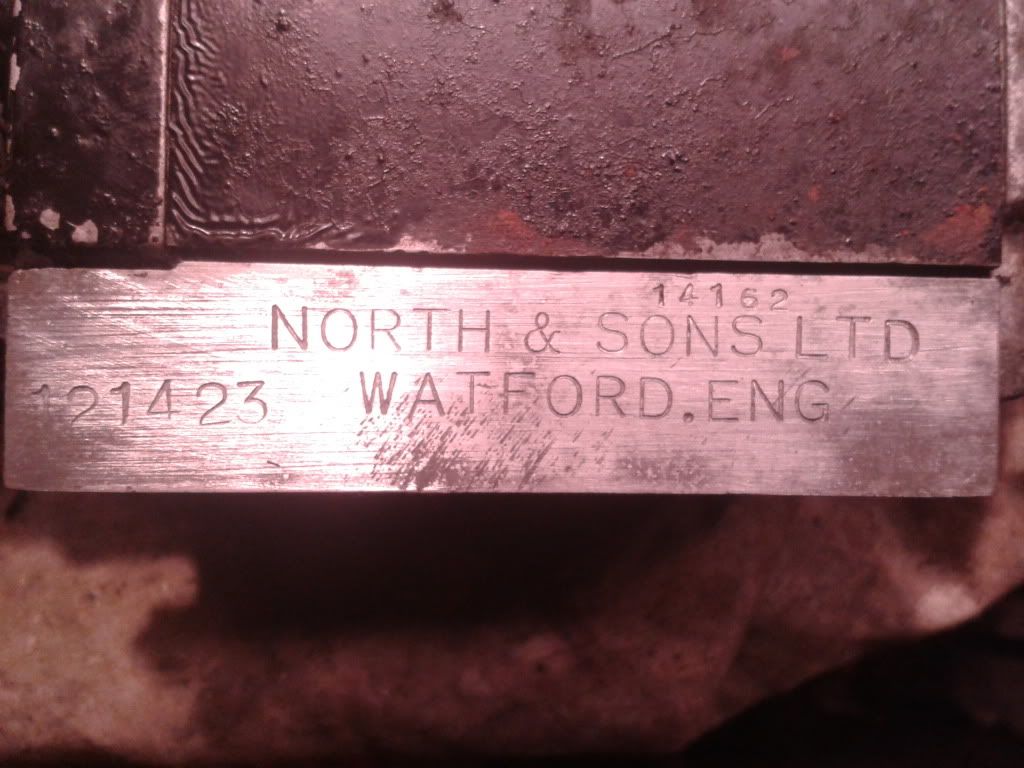 14162
NORTH & SONS LTD
121423 WATFORD.ENG